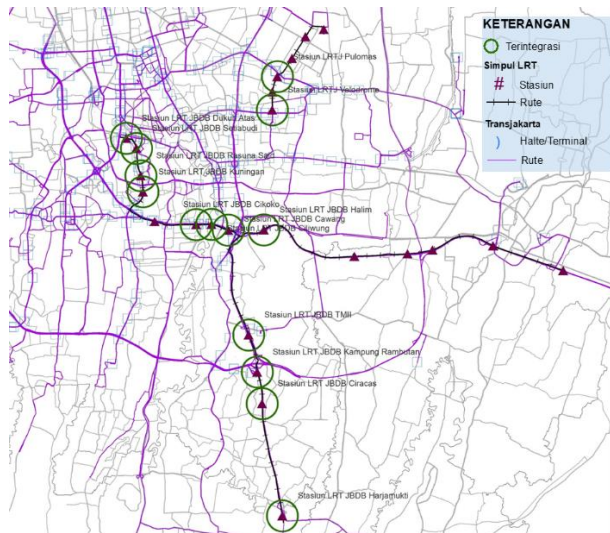 KETERANGAN
Terintegrasi
Simpul LRT
Stasiun
Rute
Transjakarta
Halte/Terminal
Rute
Stasiun LRTJ Pulomas
Stasiun LRTJ Velodrome
Stasiun LRT JBDB Dukuh Atas
Stasiun LRT JBDB Setiabudi
Stasiun LRT JBDB Rasuna Said
Stasiun LRT JBDB Kuningan
Stasiun LRT JBDB Cikoko
Stasiun LRT JBDB Halim
Stasiun LRT JBDB Cawang
Stasiun LRT JBDB Ciliwung
Stasiun LRT JBDB TMII
Stasiun LRT JBDB Kampung Rambutan
Stasiun LRT JBDB Ciracas
Stasiun LRT JBDB Harjamukti